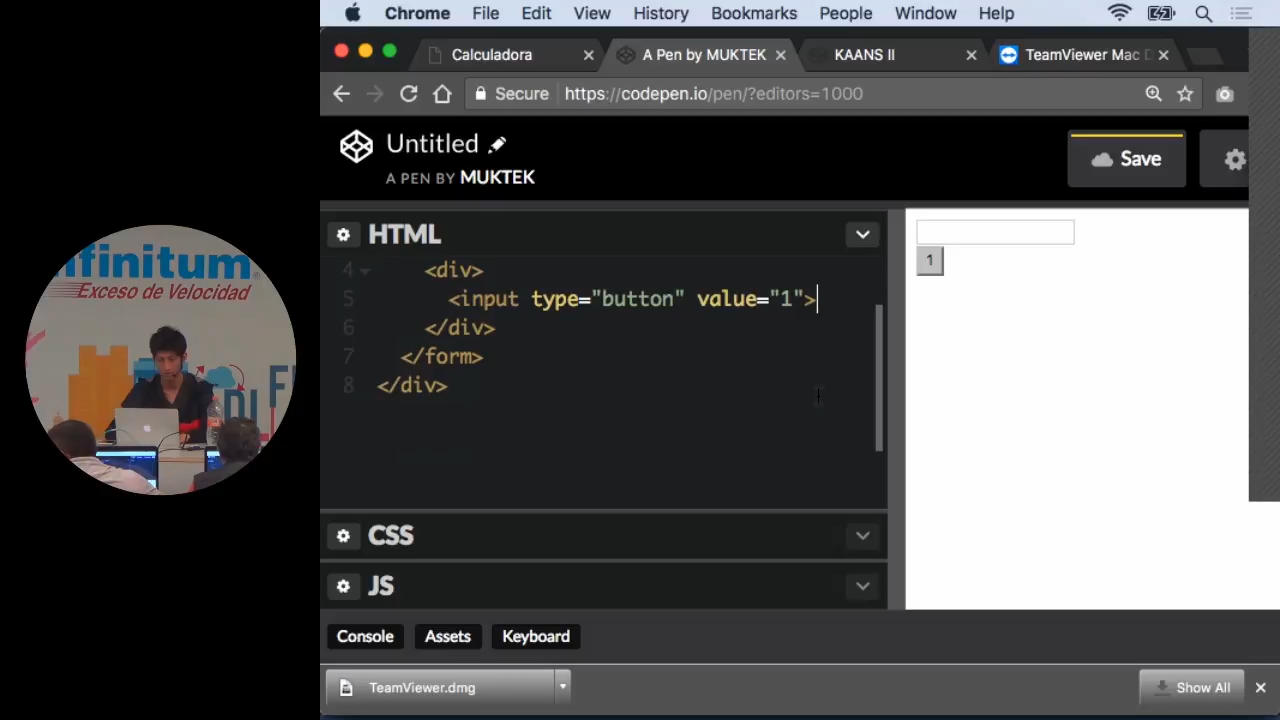 Chrome File Edit View History Bookmarks People Window Help
Calculadora A Pen by MUKTEK KAANS II TeamViewer Mac D
Secure https://codepen.io/pen/?editors=1000
Untitled
A PEN BY MUKTEK
Save
HTML
4 <div>
5 <input type="button" value="1">
6 </div>
7 </form>
8 </div>
1
CSS
JS
Console Assets Keyboard
TeamViewer.dmg
Show All
nfinitum
Exceso de Velocidad